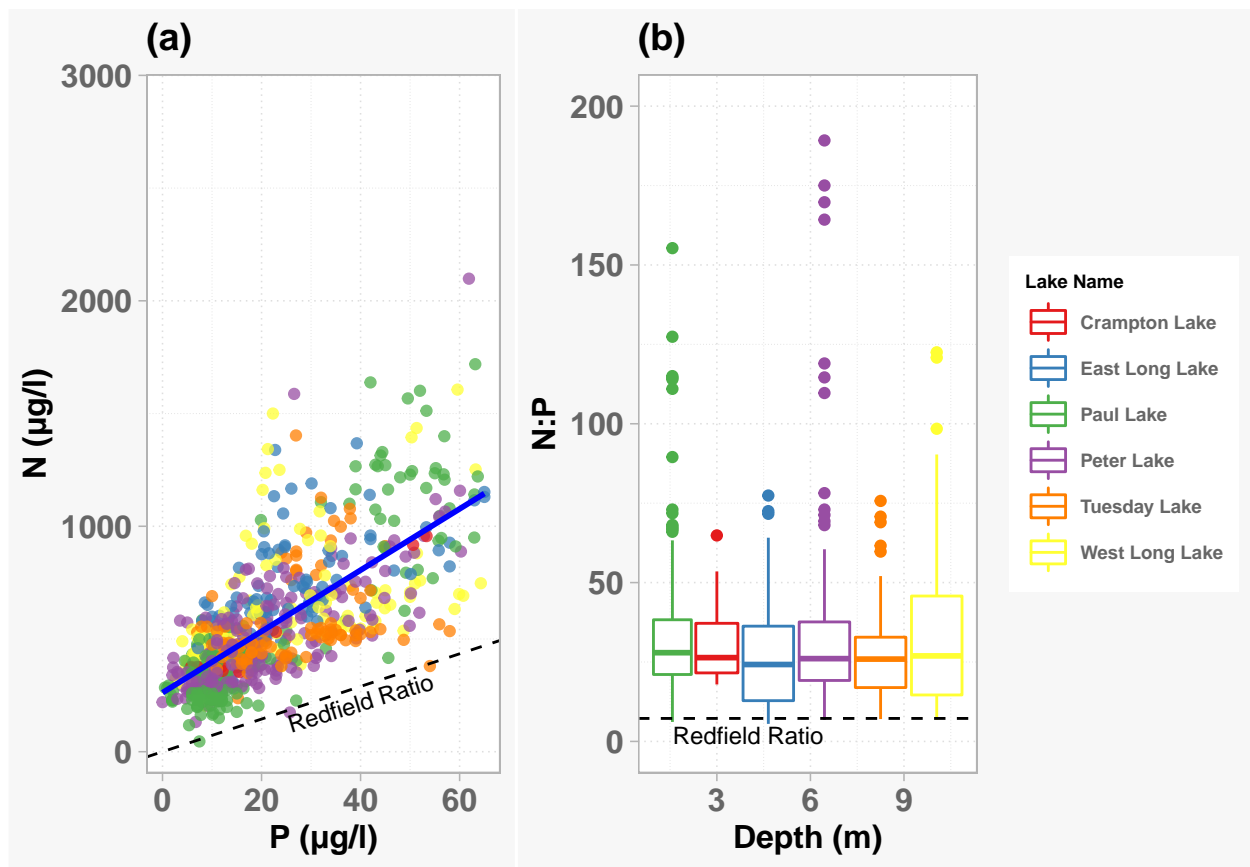 (a)
3000
2000
1000
0
N (µg/l)
0 20 40 60
P (µg/l)
Redfield Ratio
(b)
200
150
100
50
0
N:P
3 6 9
Depth (m)
Redfield Ratio
Lake Name
Crampton Lake
East Long Lake
Paul Lake
Peter Lake
Tuesday Lake
West Long Lake